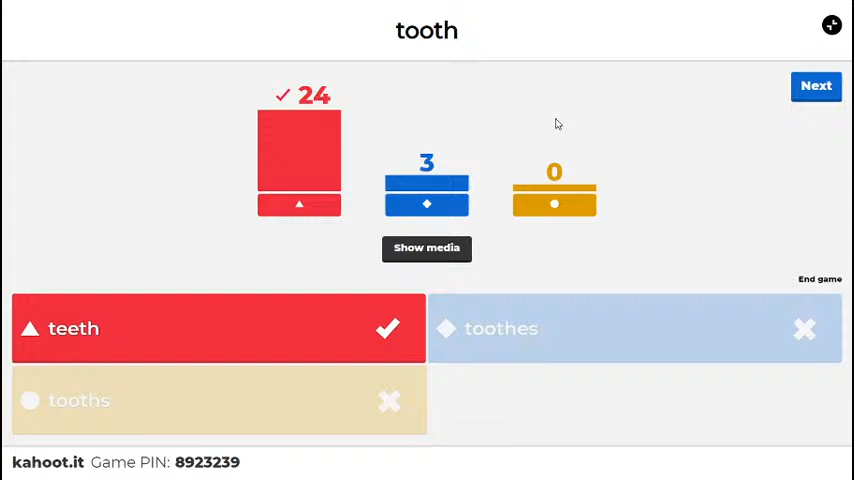 tooth
Next
24
3
0
Show media
End game
teeth
toothes
tooths
kahoot.it Game PIN: 8923239